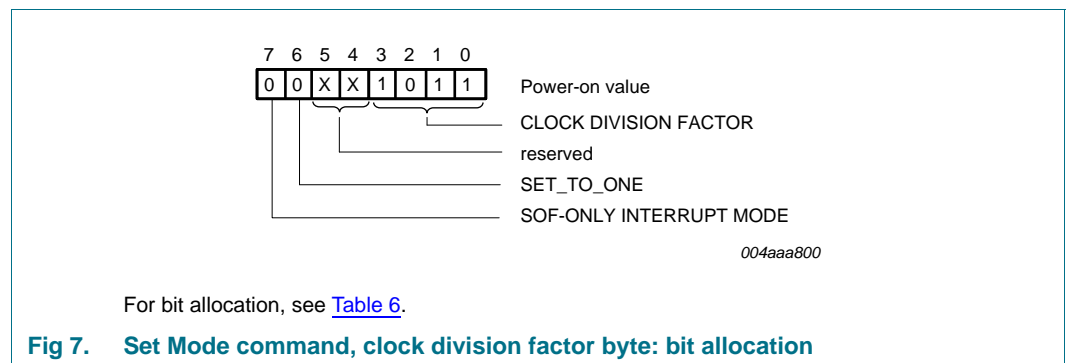 7 6 5 4 3 2 1 0
0 0 X X 1 0 1 1 Power-on value
CLOCK DIVISION FACTOR
reserved
SET_TO_ONE
SOF-ONLY INTERRUPT MODE
004aaa800
For bit allocation, see Table 6.
Fig 7. Set Mode command, clock division factor byte: bit allocation